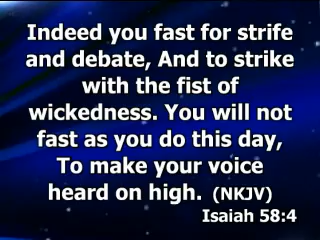 Indeed you fast for strife
and debate, And to strike
with the fist of
wickedness. You will not
fast as you do this day,
To make your voice
heard on high. (NKJV)
Isaiah 58:4